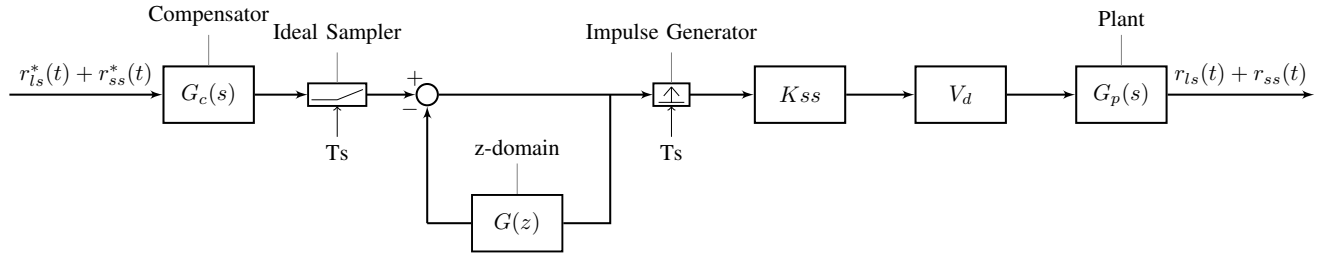 Compensator
Ideal Sampler
Impulse Generator
Plant
r*ls(t) + r*ss(t)
Gc(s)
+
−
Kss
Vd
Gp(s)
rls(t) + rss(t)
Ts
Ts
z-domain
G(z)